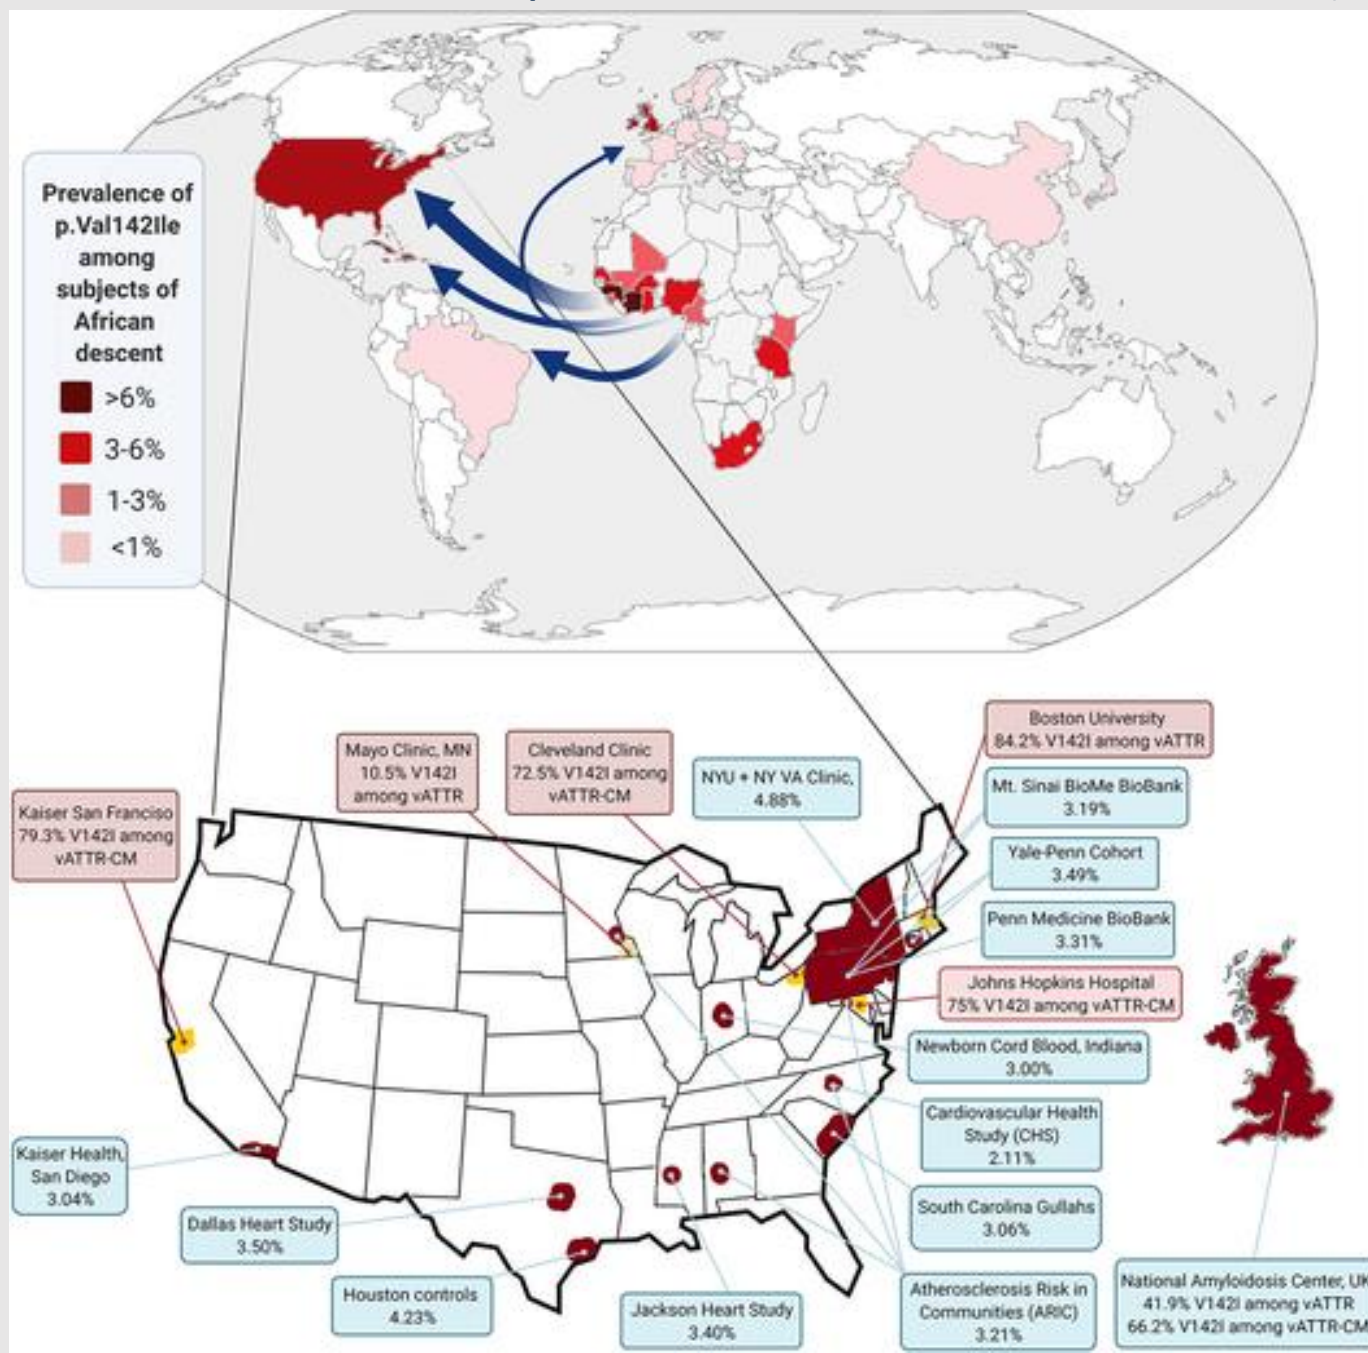 Prevalence of
p.Val142Ile
among
subjects of
African
descent
>6%
3-6%
1-3%
<1%
Boston University
84.2% V142I among vATTR
Mayo Clinic, MN
10.5% V142I
among vATTR
Cleveland Clinic
72.5% V142I among
vATTR-CM
NYU + NY VA Clinic,
4.88%
Mt. Sinai BioMe BioBank
3.19%
Kaiser San Franciso
79.3% V142I among
vATTR-CM
Yale-Penn Cohort
3.49%
Penn Medicine BioBank
3.31%
Johns Hopkins Hospital
75% V142I among vATTR-CM
Newborn Cord Blood, Indiana
3.00%
Cardiovascular Health
Study (CHS)
2.11%
Kaiser Health,
San Diego
3.04%
South Carolina Gullahs
3.06%
Dallas Heart Study
3.50%
Houston controls
4.23%
Jackson Heart Study
3.40%
Atherosclerosis Risk in
Communities (ARIC)
3.21%
National Amyloidosis Center, UK
41.9% V142I among vATTR
66.2% V142I among vATTR-CM